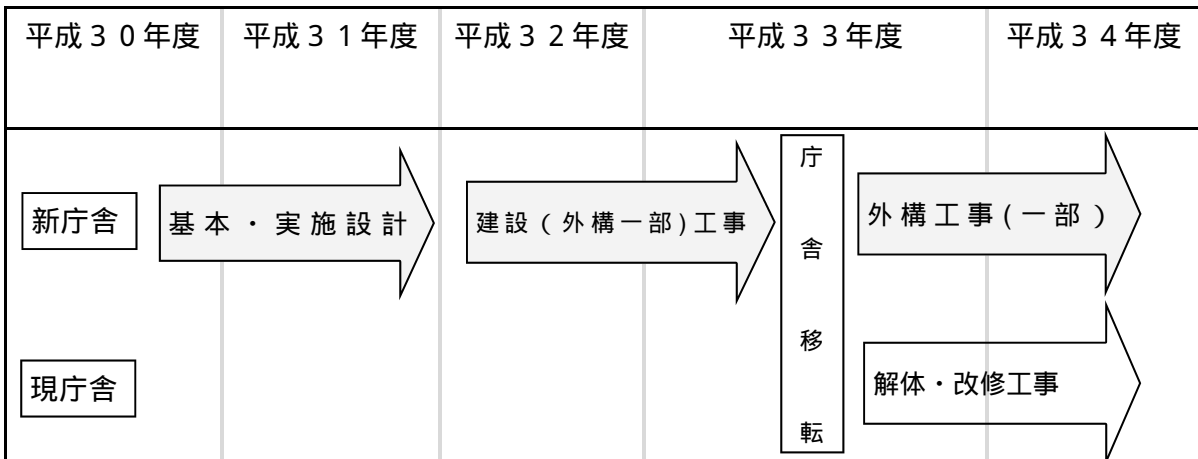 平成３０年度 平成３１年度 平成３２年度 平成３３年度 平成３４年度
新庁舎
基本・実施設計
建設（外構一部)工事
庁舎移転
外構工事(一部）
現庁舎
解体・改修工事